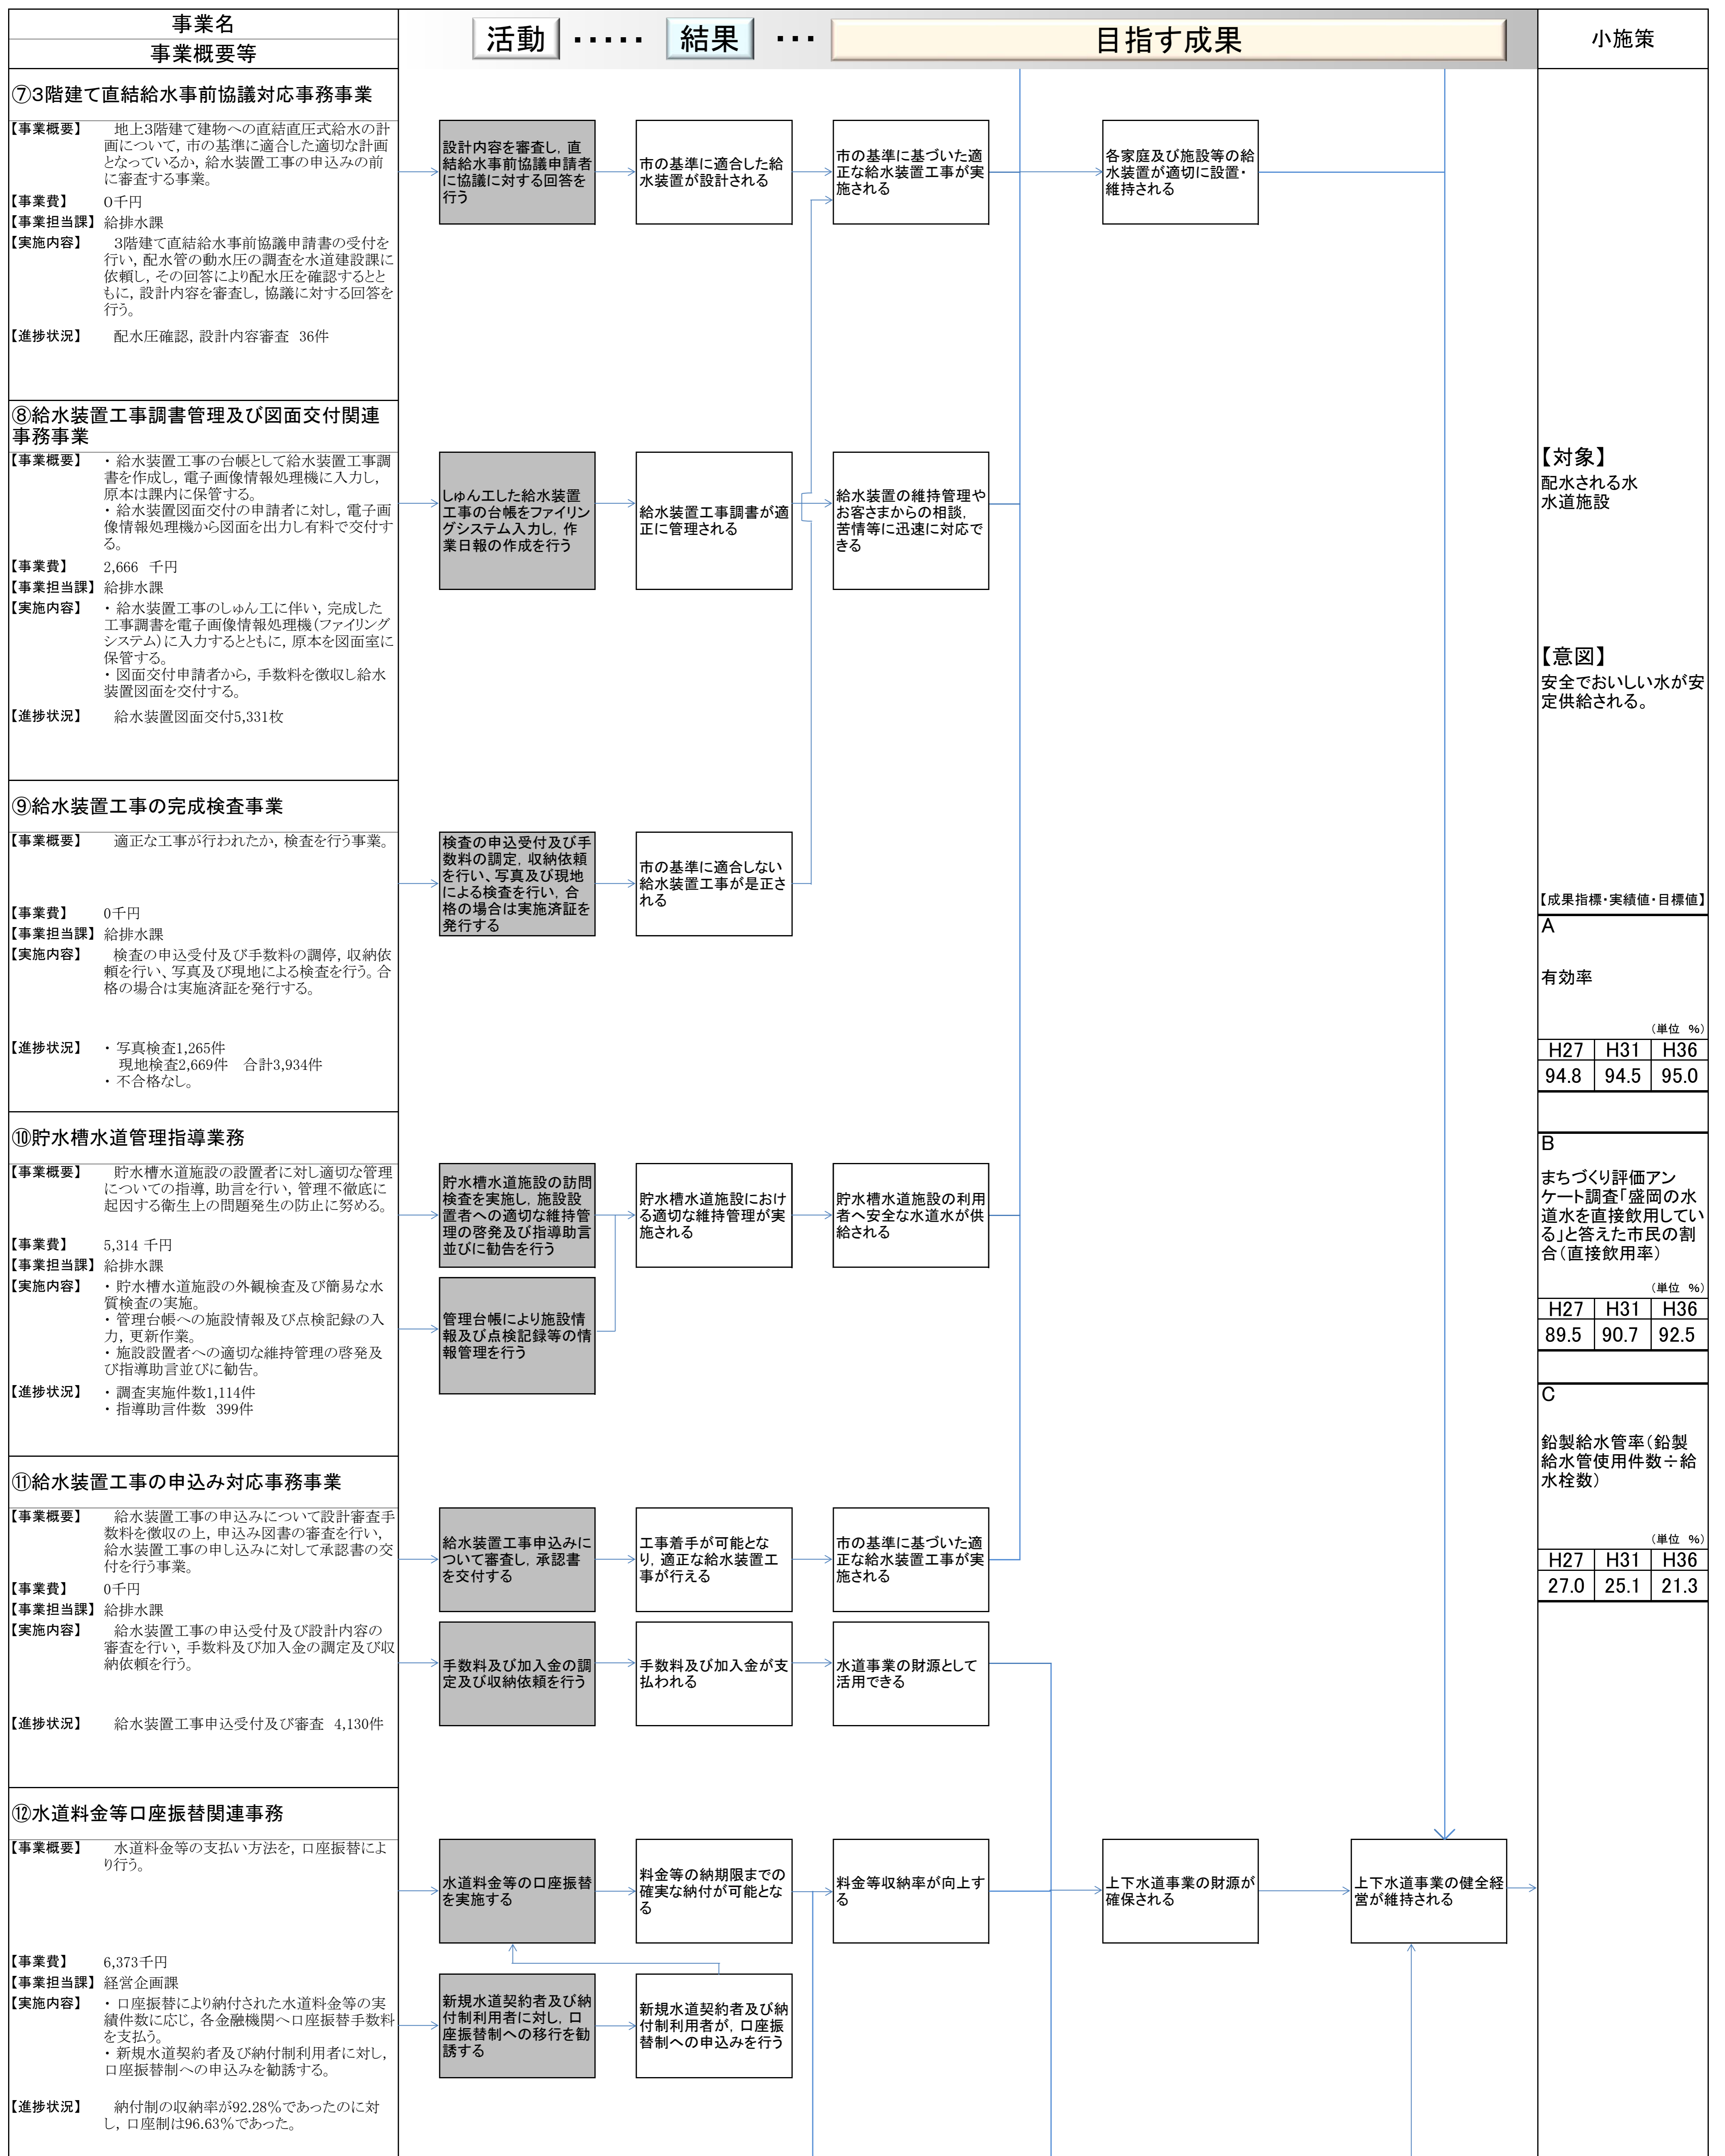 事業名
事業概要等
活動 ・・・・・ 結果 ・・・ 目指す成果
小施策
⑦3階建て直結給水事前協議対応事務事業
【事業概要】 地上3階建て建物への直結直圧式給水の計
画について，市の基準に適合した適切な計画
となっているか，給水装置工事の申込みの前
に審査する事業。
【事業費】 0千円
【事業担当課】 給排水課
【実施内容】 3階建て直結給水事前協議申請書の受付を
行い，配水管の動水圧の調査を水道建設課に
依頼し，その回答により配水圧を確認するとと
もに，設計内容を審査し，協議に対する回答を
行う。
【進捗状況】 配水圧確認，設計内容審査 36件
設計内容を審査し，直
結給水事前協議申請者
に協議に対する回答を
行う
市の基準に適合した給
水装置が設計される
市の基準に基づいた適
正な給水装置工事が実
施される
各家庭及び施設等の給
水装置が適切に設置・
維持される
⑧給水装置工事調書管理及び図面交付関連
事務事業
【事業概要】 ・ 給水装置工事の台帳として給水装置工事調
書を作成し，電子画像情報処理機に入力し，
原本は課内に保管する。
・ 給水装置図面交付の申請者に対し，電子画
像情報処理機から図面を出力し有料で交付す
る。
【事業費】 2,666 千円
【事業担当課】 給排水課
【実施内容】 ・ 給水装置工事のしゅん工に伴い，完成した
工事調書を電子画像情報処理機（ファイリング
システム）に入力するとともに，原本を図面室に
保管する。
・ 図面交付申請者から，手数料を徴収し給水
装置図面を交付する。
【進捗状況】 給水装置図面交付5,331枚
しゅん工した給水装置
工事の台帳をファイリン
グシステム入力し，作
業日報の作成を行う
給水装置工事調書が適
正に管理される
給水装置の維持管理や
お客さまからの相談，
苦情等に迅速に対応で
きる
⑨給水装置工事の完成検査事業
【事業概要】 適正な工事が行われたか，検査を行う事業。
【事業費】 0千円
【事業担当課】 給排水課
【実施内容】 検査の申込受付及び手数料の調停，収納依
頼を行い、写真及び現地による検査を行う。合
格の場合は実施済証を発行する。
【進捗状況】 ・ 写真検査1,265件
現地検査2,669件 合計3,934件
・ 不合格なし。
検査の申込受付及び手
数料の調定，収納依頼
を行い、写真及び現地
による検査を行い，合
格の場合は実施済証を
発行する
市の基準に適合しない
給水装置工事が是正さ
れる
⑩貯水槽水道管理指導業務
【事業概要】 貯水槽水道施設の設置者に対し適切な管理
についての指導，助言を行い，管理不徹底に
起因する衛生上の問題発生の防止に努める。
【事業費】 5,314 千円
【事業担当課】 給排水課
【実施内容】 ・ 貯水槽水道施設の外観検査及び簡易な水
質検査の実施。
・ 管理台帳への施設情報及び点検記録の入
力，更新作業。
・ 施設設置者への適切な維持管理の啓発及
び指導助言並びに勧告。
【進捗状況】 ・ 調査実施件数1,114件
・ 指導助言件数 399件
貯水槽水道施設の訪問
検査を実施し，施設設
置者への適切な維持管
理の啓発及び指導助言
並びに勧告を行う
貯水槽水道施設におけ
る適切な維持管理が実
施される
貯水槽水道施設の利用
者へ安全な水道水が供
給される
管理台帳により施設情
報及び点検記録等の情
報管理を行う
⑪給水装置工事の申込み対応事務事業
【事業概要】 給水装置工事の申込みについて設計審査手
数料を徴収の上，申込み図書の審査を行い，
給水装置工事の申し込みに対して承認書の交
付を行う事業。
【事業費】 0千円
【事業担当課】 給排水課
【実施内容】 給水装置工事の申込受付及び設計内容の
審査を行い，手数料及び加入金の調定及び収
納依頼を行う。
【進捗状況】 給水装置工事申込受付及び審査 4,130件
給水装置工事申込みに
ついて審査し，承認書
を交付する
工事着手が可能とな
り，適正な給水装置工
事が行える
市の基準に基づいた適
正な給水装置工事が実
施される
手数料及び加入金の調
定及び収納依頼を行う
手数料及び加入金が支
払われる
水道事業の財源として
活用できる
⑫水道料金等口座振替関連事務
【事業概要】 水道料金等の支払い方法を，口座振替によ
り行う。
【事業費】 6,373千円
【事業担当課】 経営企画課
【実施内容】 ・ 口座振替により納付された水道料金等の実
績件数に応じ，各金融機関へ口座振替手数料
を支払う。
・ 新規水道契約者及び納付制利用者に対し，
口座振替制への申込みを勧誘する。
【進捗状況】 納付制の収納率が92.28％であったのに対
し，口座制は96.63％であった。
水道料金等の口座振替
を実施する
料金等の納期限までの
確実な納付が可能とな
る
料金等収納率が向上す
る
上下水道事業の財源が
確保される
上下水道事業の健全経
営が維持される
新規水道契約者及び納
付制利用者に対し，口
座振替制への移行を勧
誘する
新規水道契約者及び納
付制利用者が，口座振
替制への申込みを行う
【対象】
配水される水
水道施設
【意図】
安全でおいしい水が安
定供給される。
【成果指標・実績値・目標値】
A
有効率
（単位 ％）
H27 H31 H36
94.8 94.5 95.0
B
まちづくり評価アン
ケート調査「盛岡の水
道水を直接飲用してい
る」と答えた市民の割
合（直接飲用率）
（単位 ％）
H27 H31 H36
89.5 90.7 92.5
C
鉛製給水管率（鉛製
給水管使用件数÷給
水栓数）
（単位 ％）
H27 H31 H36
27.0 25.1 21.3